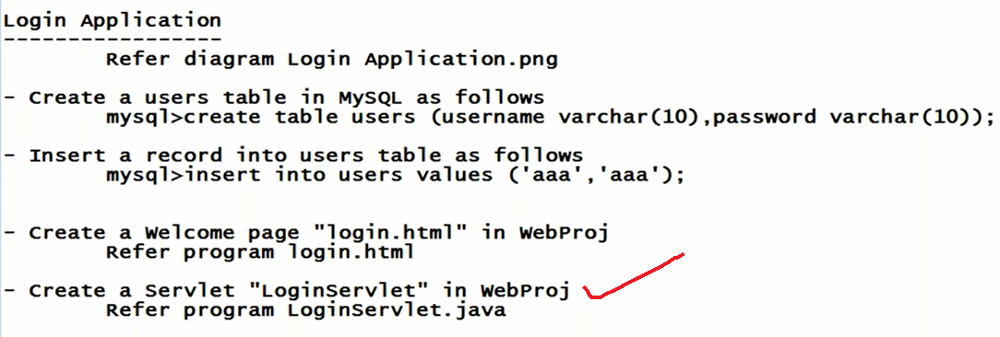 Login Application
-----------------
Refer diagram Login Application.png
- Create a users table in MySQL as follows
mysql>create table users (username varchar(10),password varchar(10));
- Insert a record into users table as follows
mysql>insert into users values ('aaa','aaa');
- Create a Welcome page "login.html" in WebProj
Refer program login.html
- Create a Servlet "LoginServlet" in WebProj
Refer program LoginServlet.java